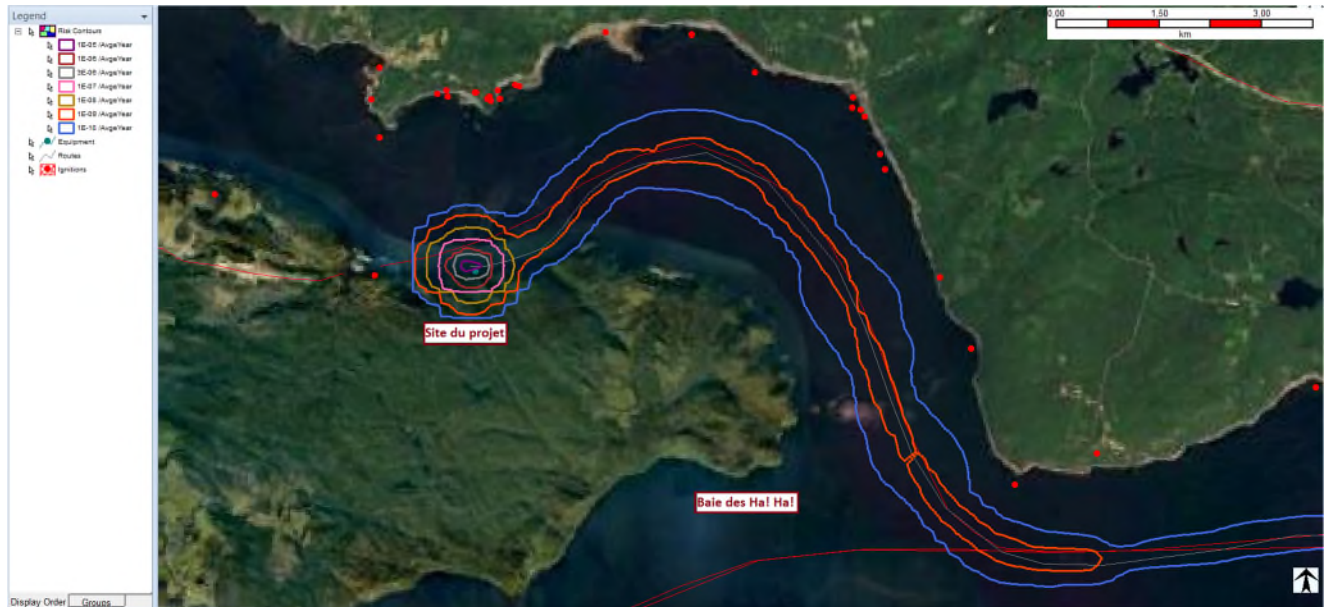 Legend
Risk Contours
1E-05 /AvgeYear
1E-06 /AvgeYear
3E-06 /AvgeYear
1E-07 /AvgeYear
1E-08 /AvgeYear
1E-09 /AvgeYear
1E-10 /AvgeYear
Equipment
Routes
Ignitions
0,00 1,50 3,00
km
Site du projet
Baie des Ha! Ha!
Display Order Groups